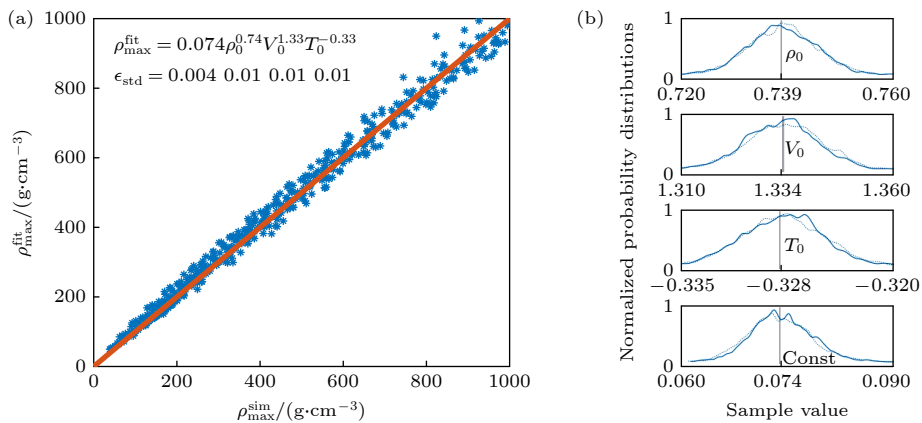 (a)
ρ_max^fit = 0.074ρ_0^0.74 V_0^1.33 T_0^−0.33
ϵ_std = 0.004 0.01 0.01 0.01
1000
800
600
400
200
0
ρ_max^fit/(g·cm^−3)
0 200 400 600 800 1000
ρ_max^sim/(g·cm^−3)
(b)
Normalized probability distributions
1
ρ_0
0
0.720 0.739 0.760
1
V_0
0
1.310 1.334 1.360
1
T_0
0
−0.335 −0.328 −0.320
1
Const
0
0.060 0.074 0.090
Sample value